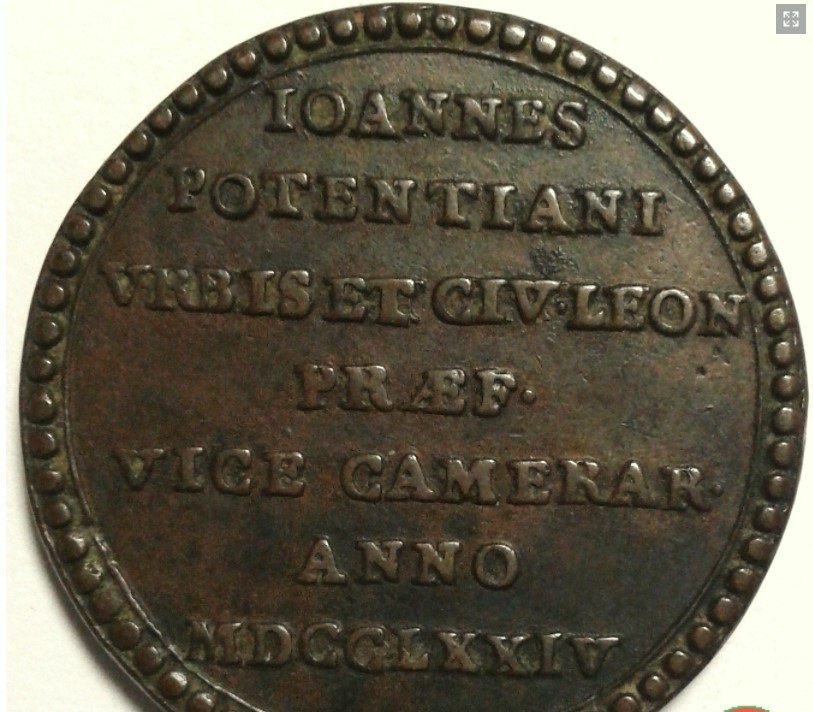 IOANNES
POTENTIANI
VRBIS ET CIV·LEON
PRÆF·
VICE CAMERAR·
ANNO
MDCCLXXIV